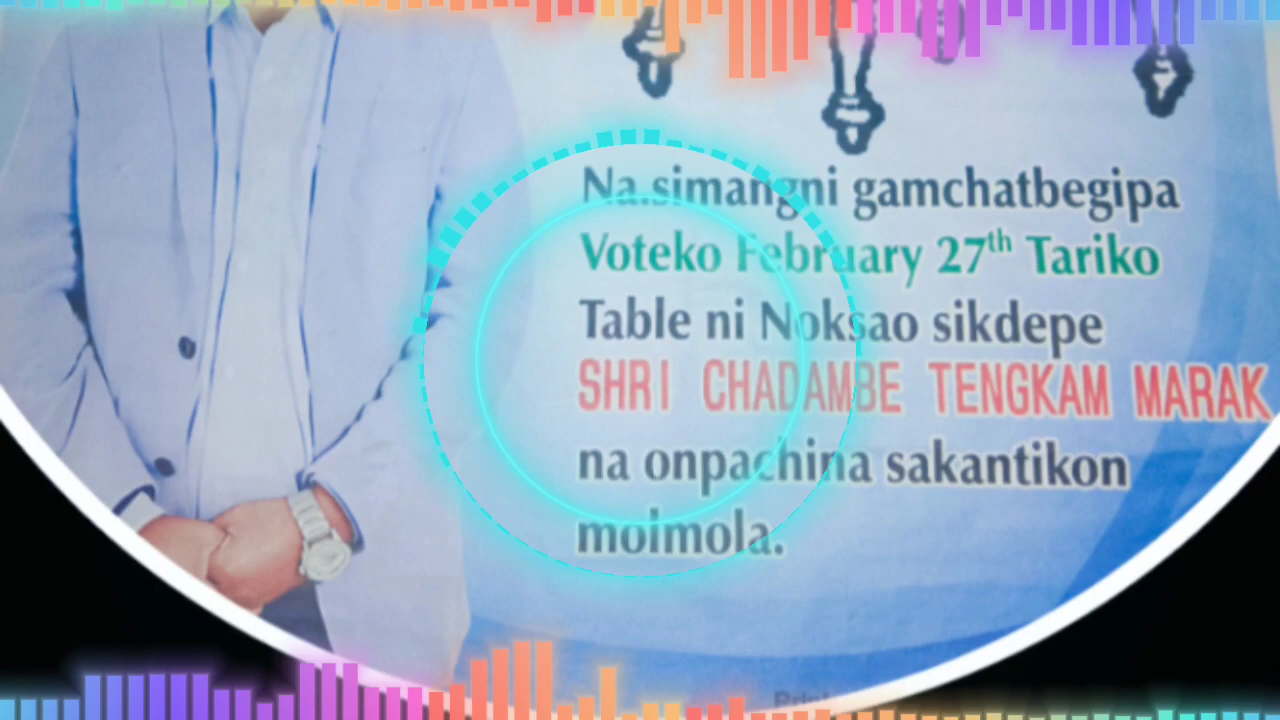 Na.simangni gamchatbegipa
Voteko February 27th Tariko
Table ni Noksao sikdepe
SHRI CHADAMBE TENGKAM MARAK
na onpachina sakantikon
moimola.